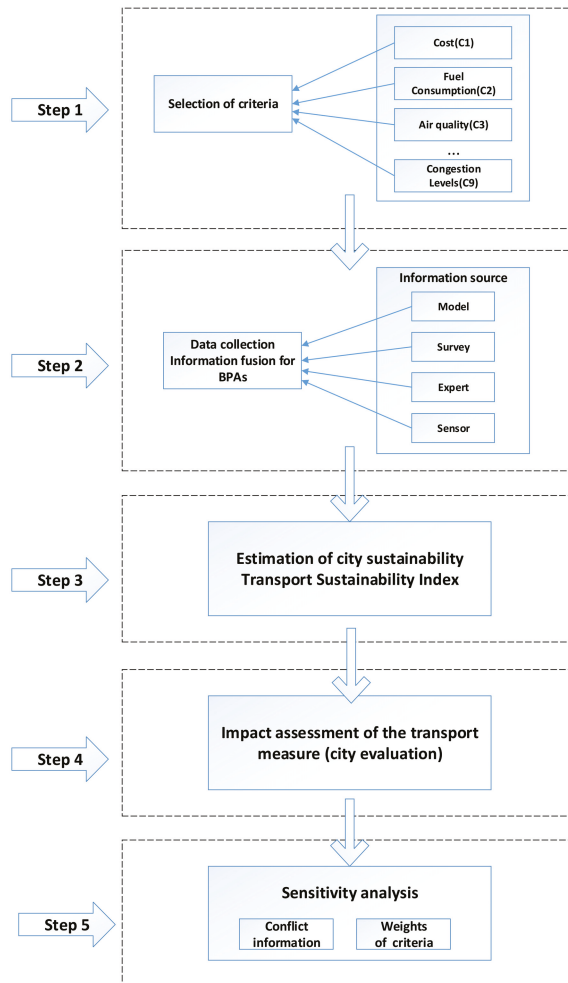 Step 1
Selection of criteria
Cost(C1)
Fuel
Consumption(C2)
Air quality(C3)
...
Congestion
Levels(C9)
Step 2
Data collection
Information fusion for
BPAs
Information source
Model
Survey
Expert
Sensor
Step 3
Estimation of city sustainability
Transport Sustainability Index
Step 4
Impact assessment of the transport
measure (city evaluation)
Step 5
Sensitivity analysis
Conflict
information
Weights
of criteria